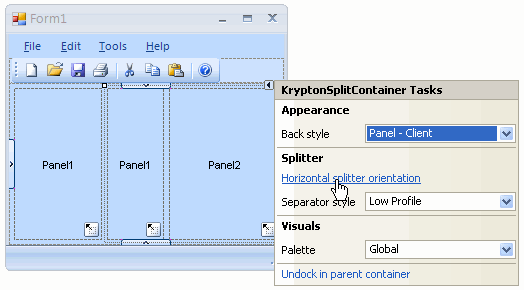 Form1
File Edit Tools Help
Panel1 Panel1 Panel2
KryptonSplitContainer Tasks
Appearance
Back style Panel - Client
Splitter
Horizontal splitter orientation
Separator style Low Profile
Visuals
Palette Global
Undock in parent container